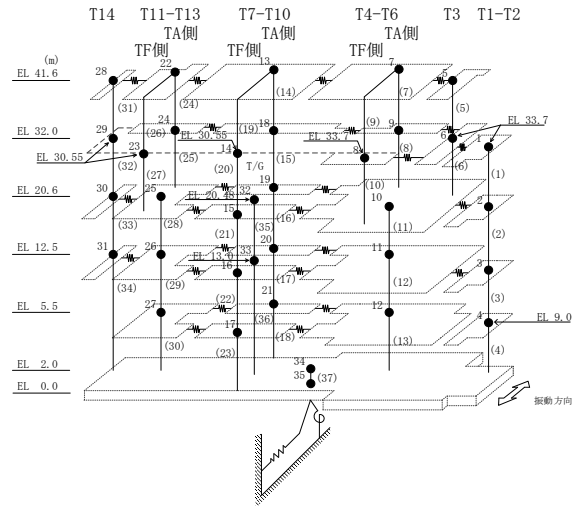 T14 T11-T13 T7-T10 T4-T6 T3 T1-T2
TA側 TA側 TA側
TF側 TF側 TF側
(m)
EL 41.6 28 22 13 7 5
(31) (24) (14) (7) (5)
EL 32.0 29 24 (26) (19) 18 (9) 9 6 EL 33.7
EL 30.55 EL 33.7 1
EL 30.55 (32) 23 (25) 14 (15) 8 (8) (6) (1)
(27) (20) T/G (10)
EL 20.6 30 25 EL 20.48 32 19 10 2
(33) (28) 15 (35) (16) (11) (2)
(21)
EL 12.5 31 26 EL 13.0 33 20 11 3
(34) (29) 16 (17) (12) (3)
EL 5.5 27 (22) (36) 21 12 4 EL 9.0
(30) 17 (18) (13) (4)
(23)
EL 2.0 34
EL 0.0 35 (37)
振動方向